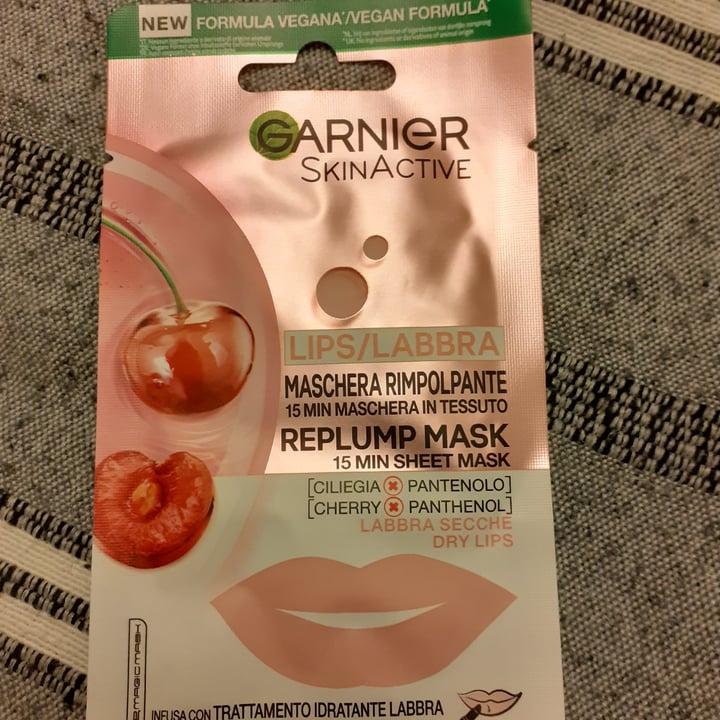 NEW FORMULA VEGANA*/VEGAN FORMULA*
GARNIER
SKINACTIVE
LIPS/LABBRA
MASCHERA RIMPOLPANTE
15 MIN MASCHERA IN TESSUTO
REPLUMP MASK
15 MIN SHEET MASK
[CILIEGIA PANTENOLO]
[CHERRY PANTHENOL]
LABBRA SECCHE
DRY LIPS
INFUSA CON TRATTAMENTO IDRATANTE LABBRA